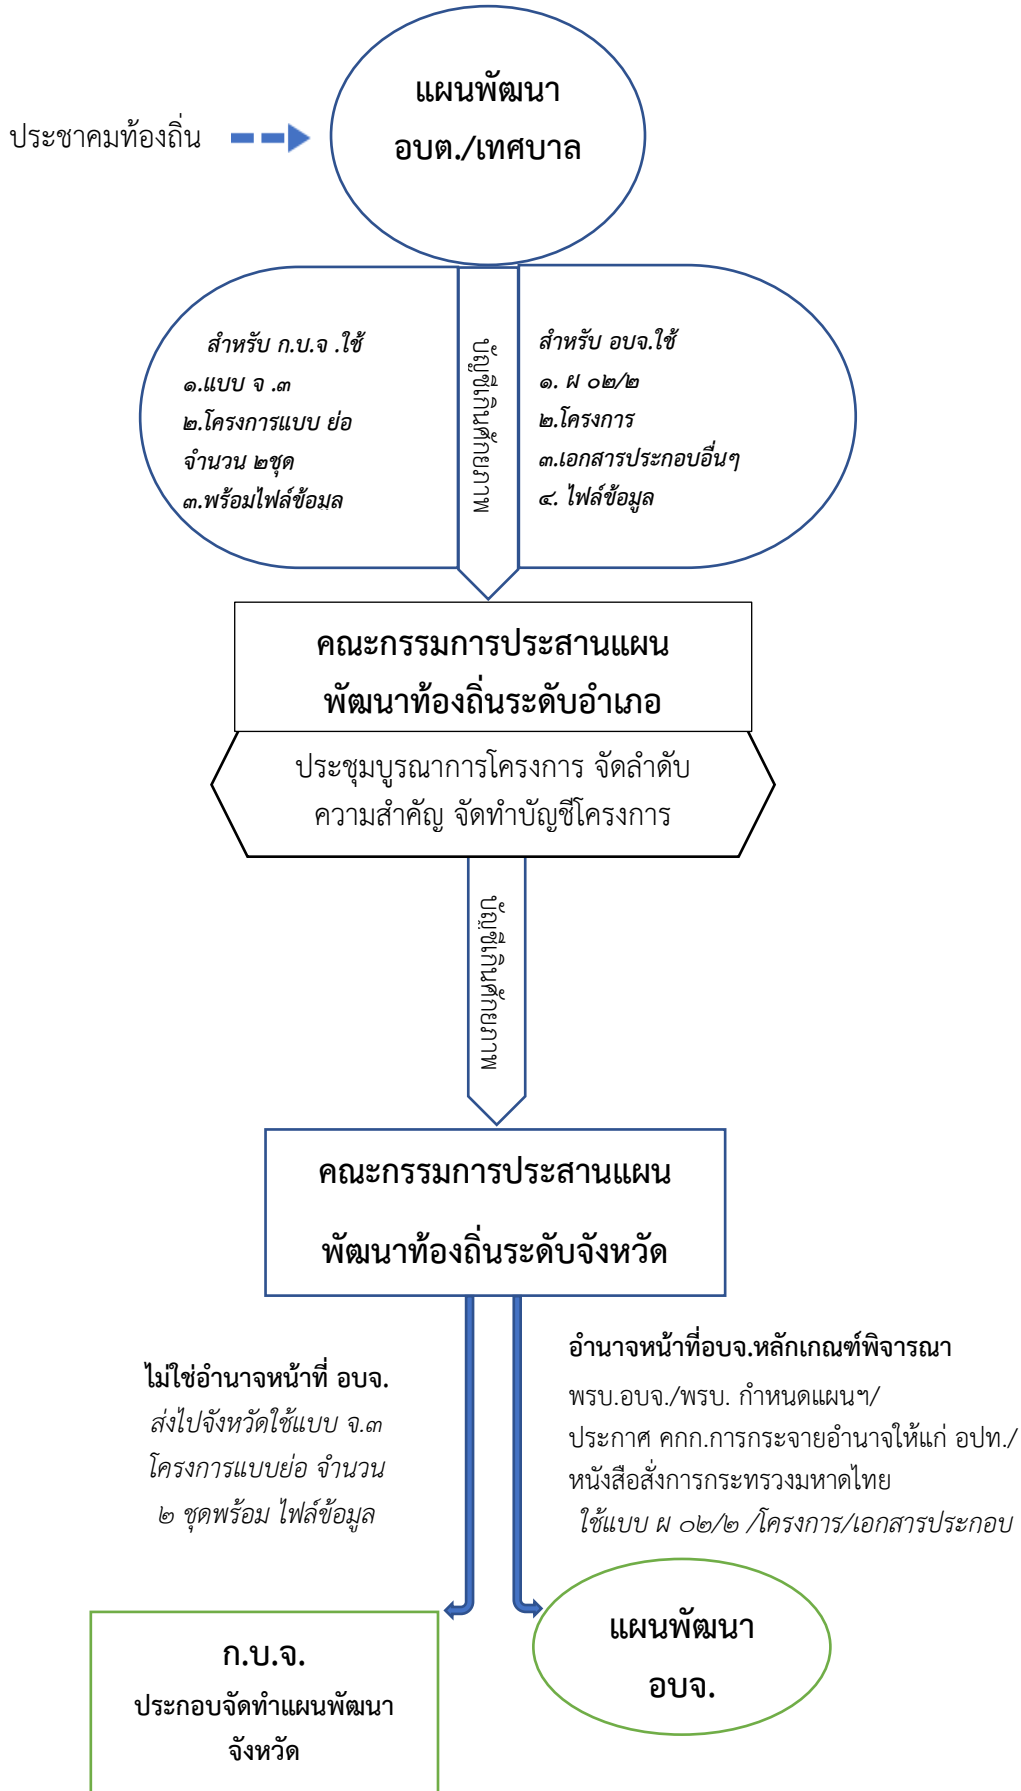 แผนพัฒนา
อบต./เทศบาล
ประชาคมท้องถิ่น
สำหรับ ก.บ.จ .ใช้
๑.แบบ จ .๓
๒.โครงการแบบ ย่อ
จำนวน ๒ชุด
๓.พร้อมไฟล์ข้อมูล
บัญชีเกินศักยภาพ
สำหรับ อบจ.ใช้
๑. ผ ๐๒/๒
๒.โครงการ
๓.เอกสารประกอบอื่นๆ
๔. ไฟล์ข้อมูล
คณะกรรมการประสานแผน
พัฒนาท้องถิ่นระดับอำเภอ
ประชุมบูรณาการโครงการ จัดลำดับ
ความสำคัญ จัดทำบัญชีโครงการ
บัญชีเกินศักยภาพ
คณะกรรมการประสานแผน
พัฒนาท้องถิ่นระดับจังหวัด
ไม่ใช่อำนาจหน้าที่ อบจ.
ส่งไปจังหวัดใช้แบบ จ.๓
โครงการแบบย่อ จำนวน
๒ ชุดพร้อม ไฟล์ข้อมูล
อำนาจหน้าที่อบจ.หลักเกณฑ์พิจารณา
พรบ.อบจ./พรบ. กำหนดแผนฯ/
ประกาศ คกก.การกระจายอำนาจให้แก่ อปท./
หนังสือสั่งการกระทรวงมหาดไทย
ใช้แบบ ผ ๐๒/๒ /โครงการ/เอกสารประกอบ
ก.บ.จ.
ประกอบจัดทำแผนพัฒนา
จังหวัด
แผนพัฒนา
อบจ.